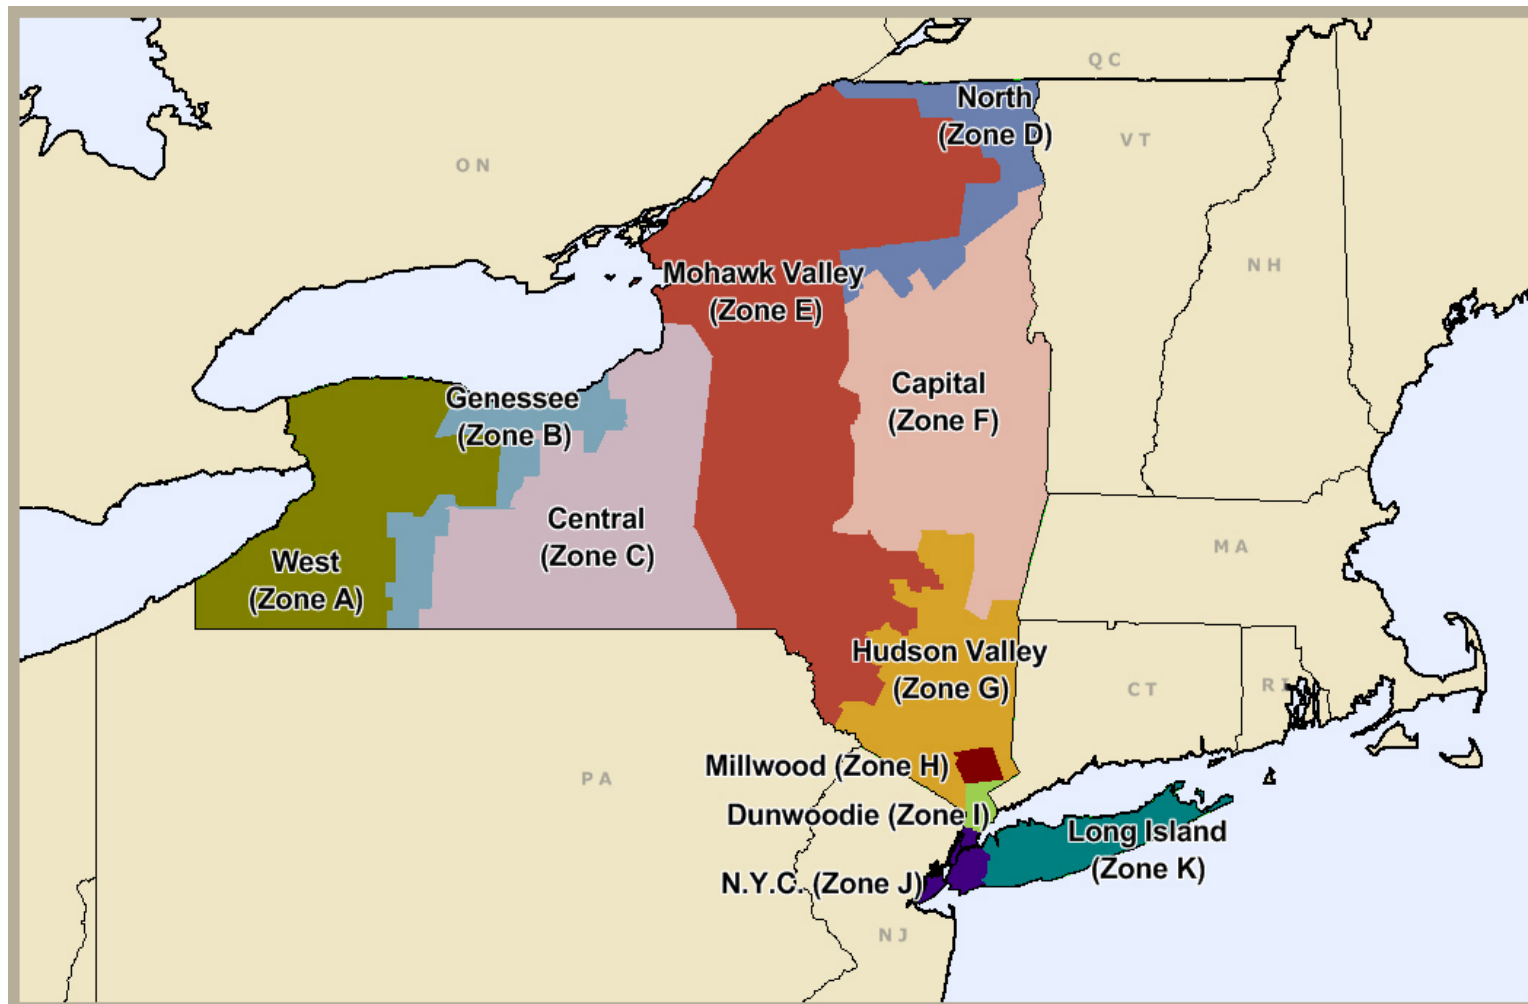 QC
North
(Zone D)
VT
ON
NH
Mohawk Valley
(Zone E)
Capital
(Zone F)
Genessee
(Zone B)
Central
(Zone C)
MA
West
(Zone A)
Hudson Valley
(Zone G)
CT
RI
Millwood (Zone H)
PA
Dunwoodie (Zone I)
Long Island
(Zone K)
N.Y.C. (Zone J)
NJ